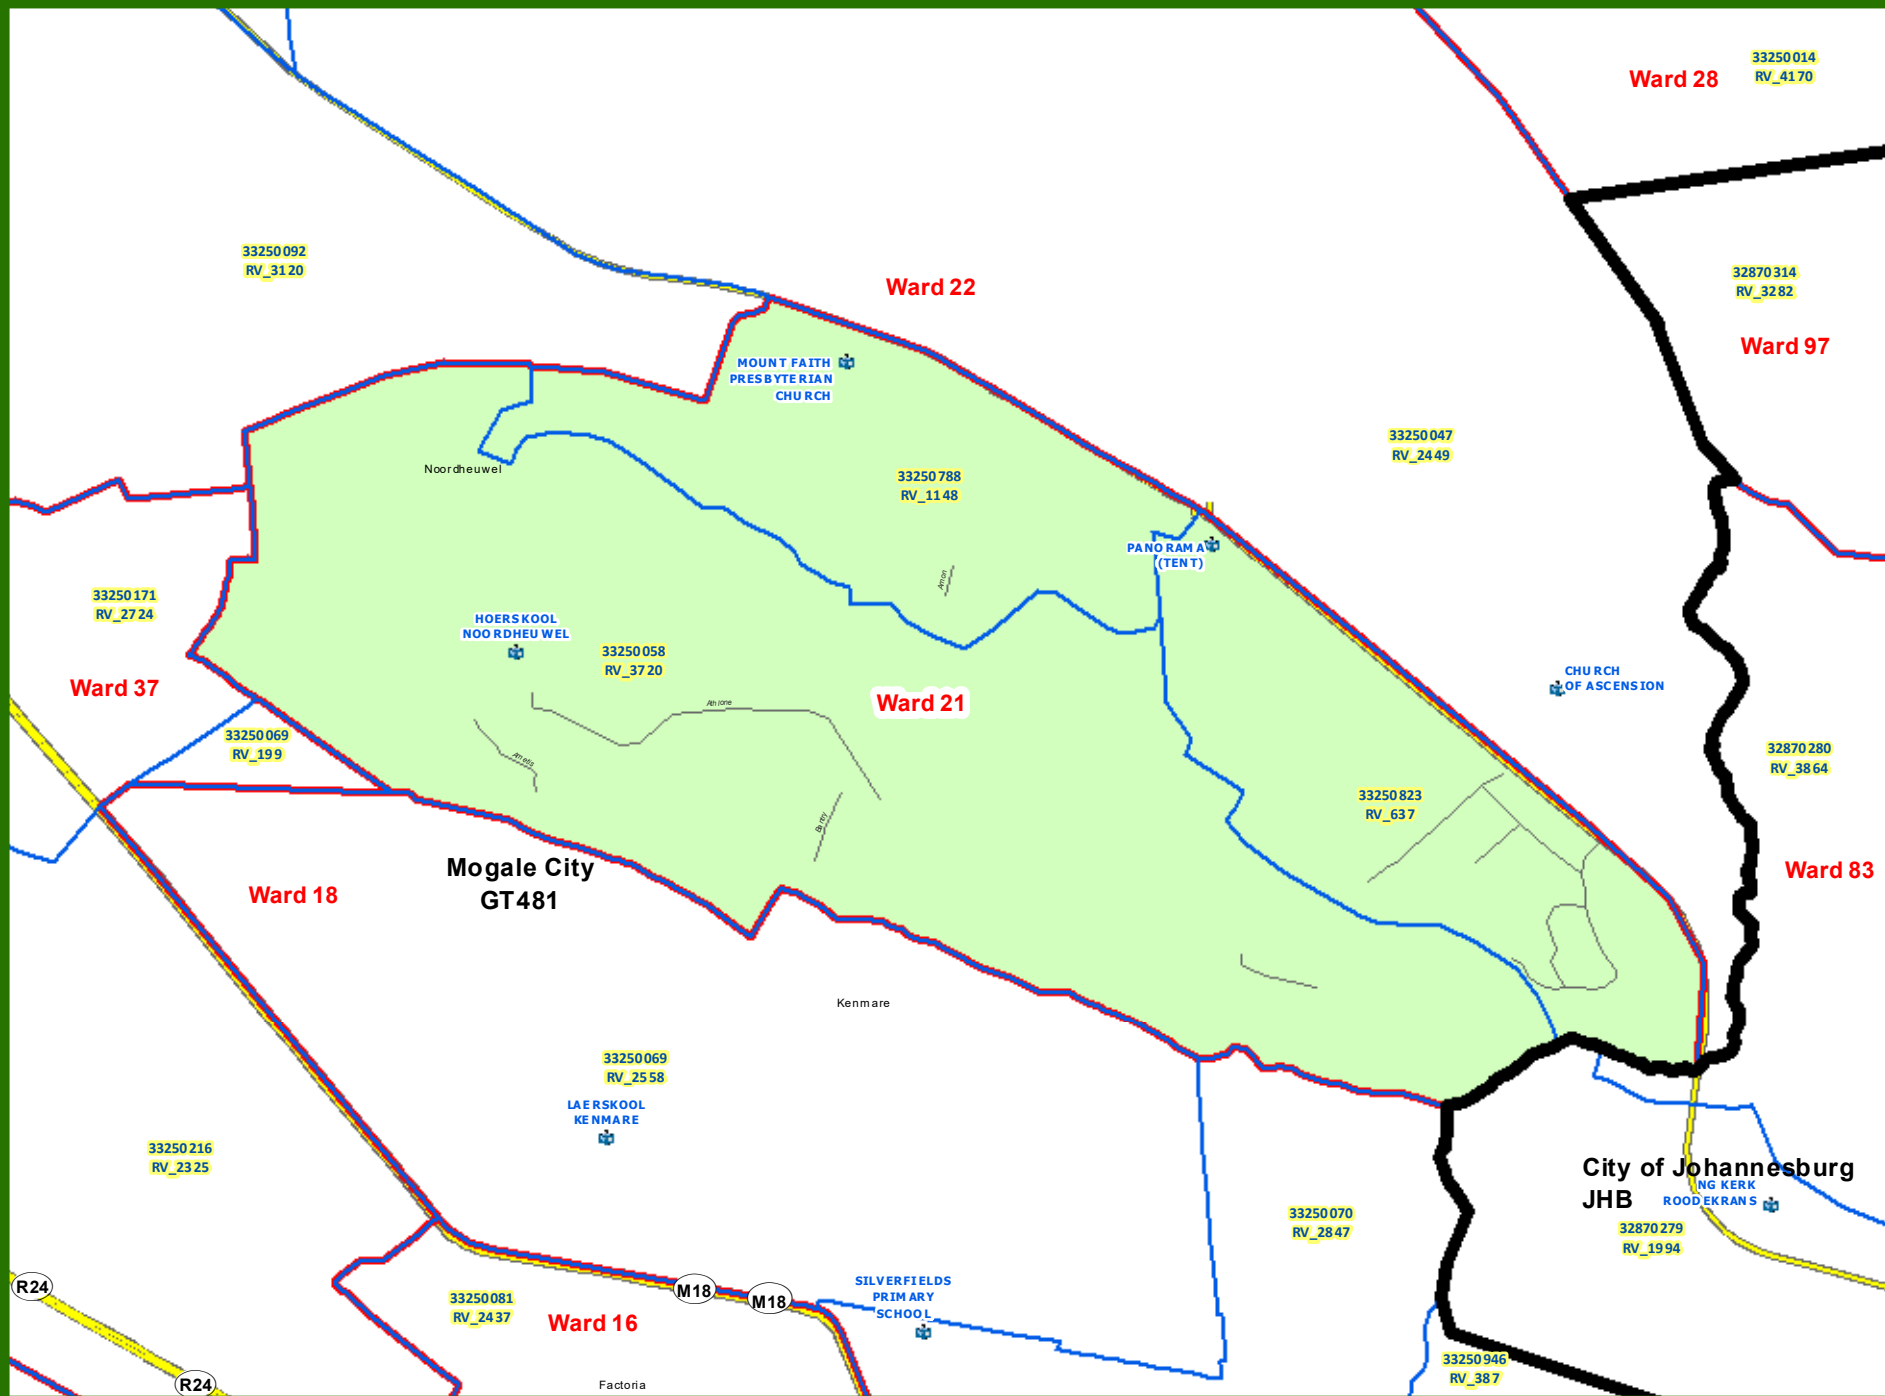 33250014
RV_4170
Ward 28
33250092
RV_3120
Ward 22
32870314
RV_3282
Ward 97
MOUNT FAITH
PRESBYTERIAN
CHURCH
33250047
RV_2449
Noordheuwel
33250788
RV_1148
PANORAMA
(TENT)
Amon
33250171
RV_2724
HOERSKOOL
NOORDHEUWEL
33250058
RV_3720
CHURCH
OF ASCENSION
Ward 37
Ward 21
Athlone
33250069
RV_199
Ametis
32870280
RV_3864
33250823
RV_637
Mogale City
GT481
Ward 18
Ward 83
Kenmare
33250069
RV_2558
LAERSKOOL
KENMARE
33250216
RV_2325
City of Johannesburg
JHB
NG KERK
ROODEKRANS
33250070
RV_2847
32870279
RV_1994
R24
M18
M18
SILVERFIELDS
PRIMARY
SCHOOL
33250081
RV_2437
Ward 16
33250946
RV_387
R24
Factoria